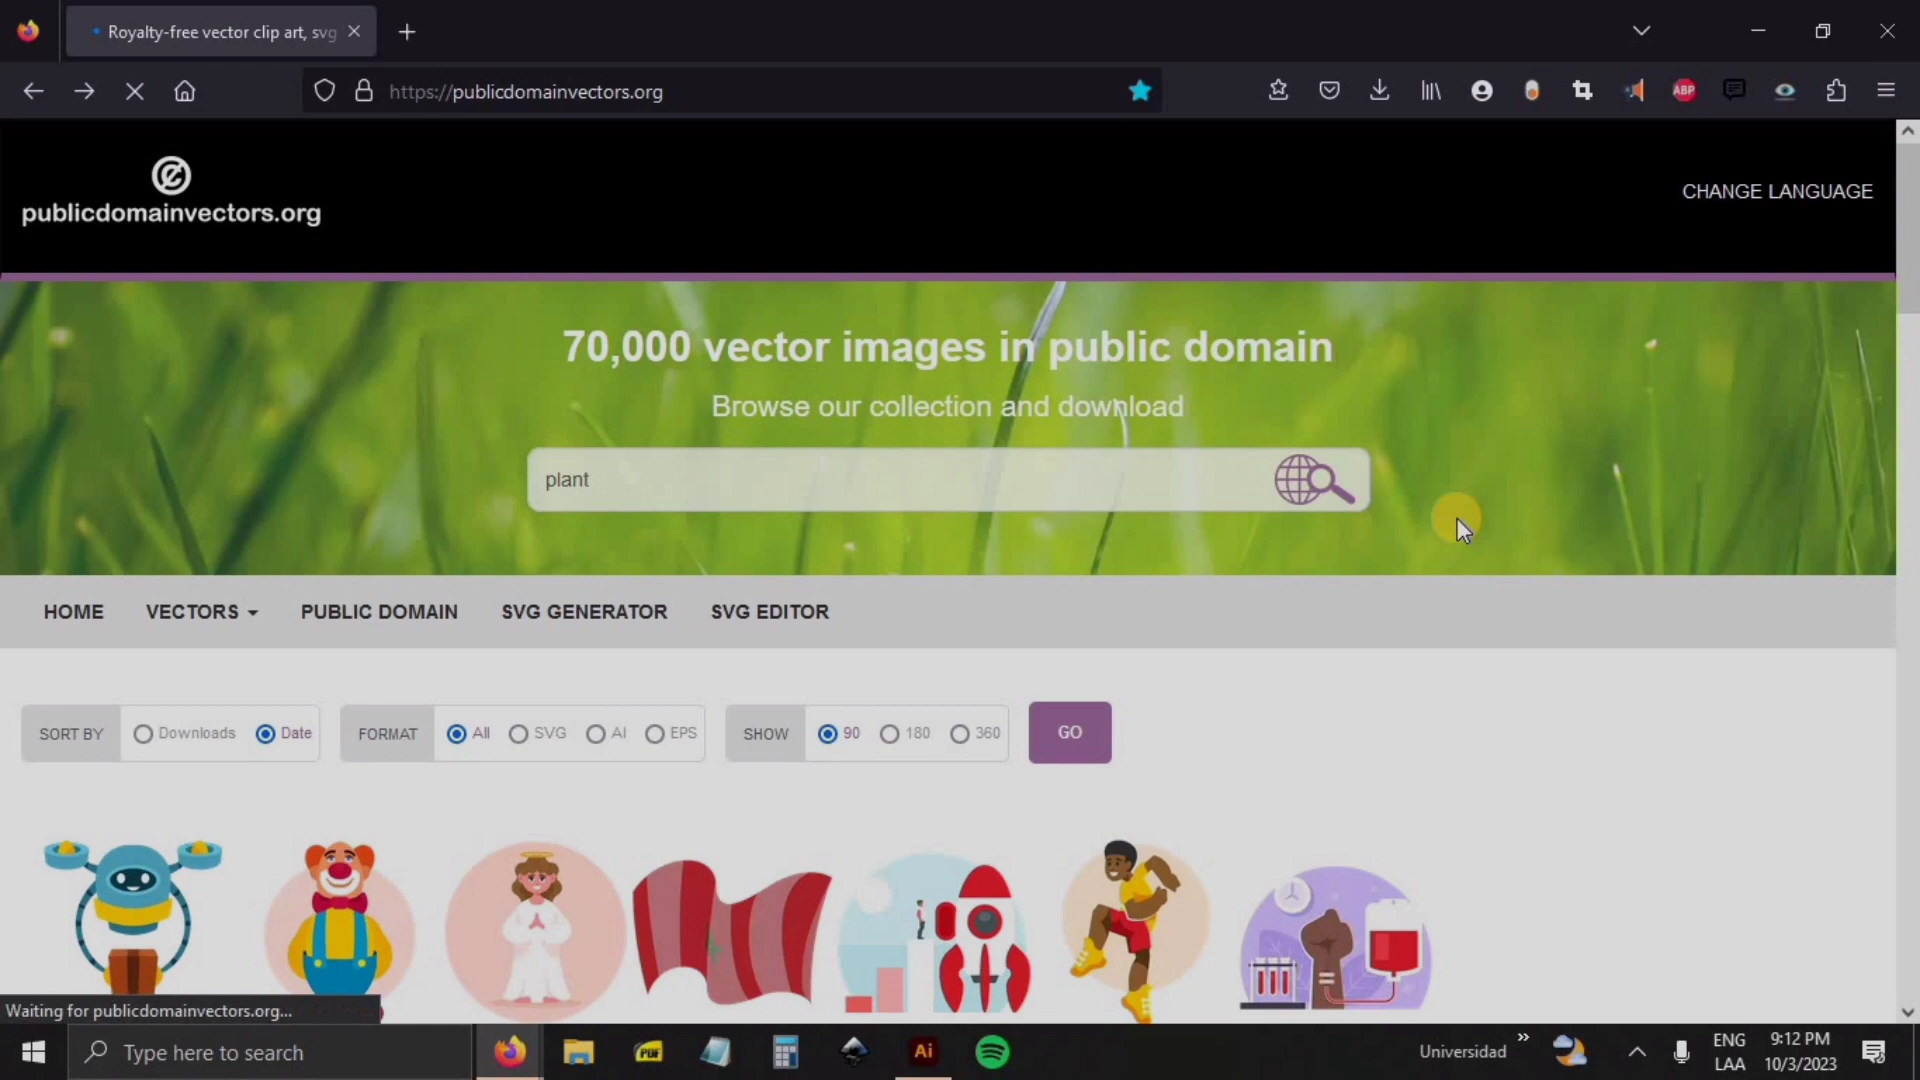 Royalty-free vector clip art, svg
https://publicdomainvectors.org
ABP
publicdomainvectors.org
CHANGE LANGUAGE
70,000 vector images in public domain
Browse our collection and download
plant
HOME
VECTORS
PUBLIC DOMAIN
SVG GENERATOR
SVG EDITOR
SORT BY
Downloads
Date
FORMAT
All
SVG
AI
EPS
SHOW
90
180
360
GO
Waiting for publicdomainvectors.org...
Type here to search
PDF
Ai
Universidad
ENG
LAA
9:12 PM
10/3/2023